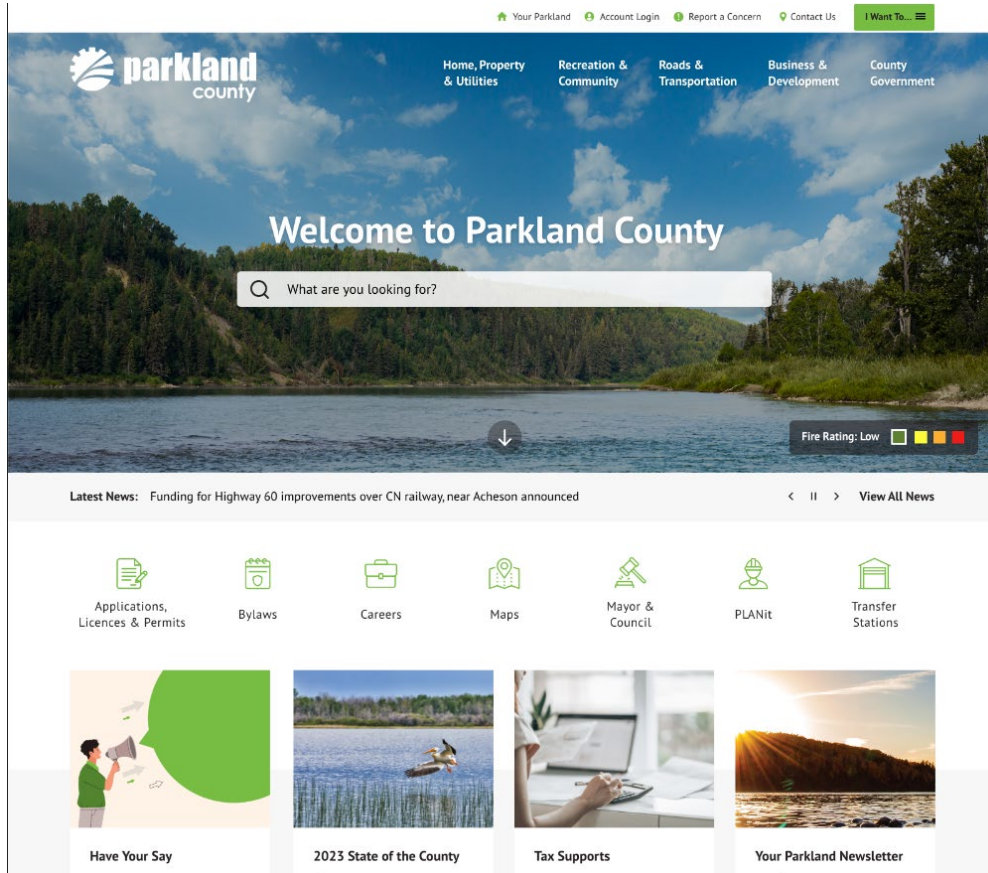 Your Parkland
Account Login
Report a Concern
Contact Us
I Want To...
parkland
county
Home, Property
& Utilities
Recreation &
Community
Roads &
Transportation
Business &
Development
County
Government
Welcome to Parkland County
What are you looking for?
Fire Rating: Low
Latest News: Funding for Highway 60 improvements over CN railway, near Acheson announced
View All News
Applications,
Licences & Permits
Bylaws
Careers
Maps
Mayor &
Council
PLANit
Transfer
Stations
Have Your Say
2023 State of the County
Tax Supports
Your Parkland Newsletter